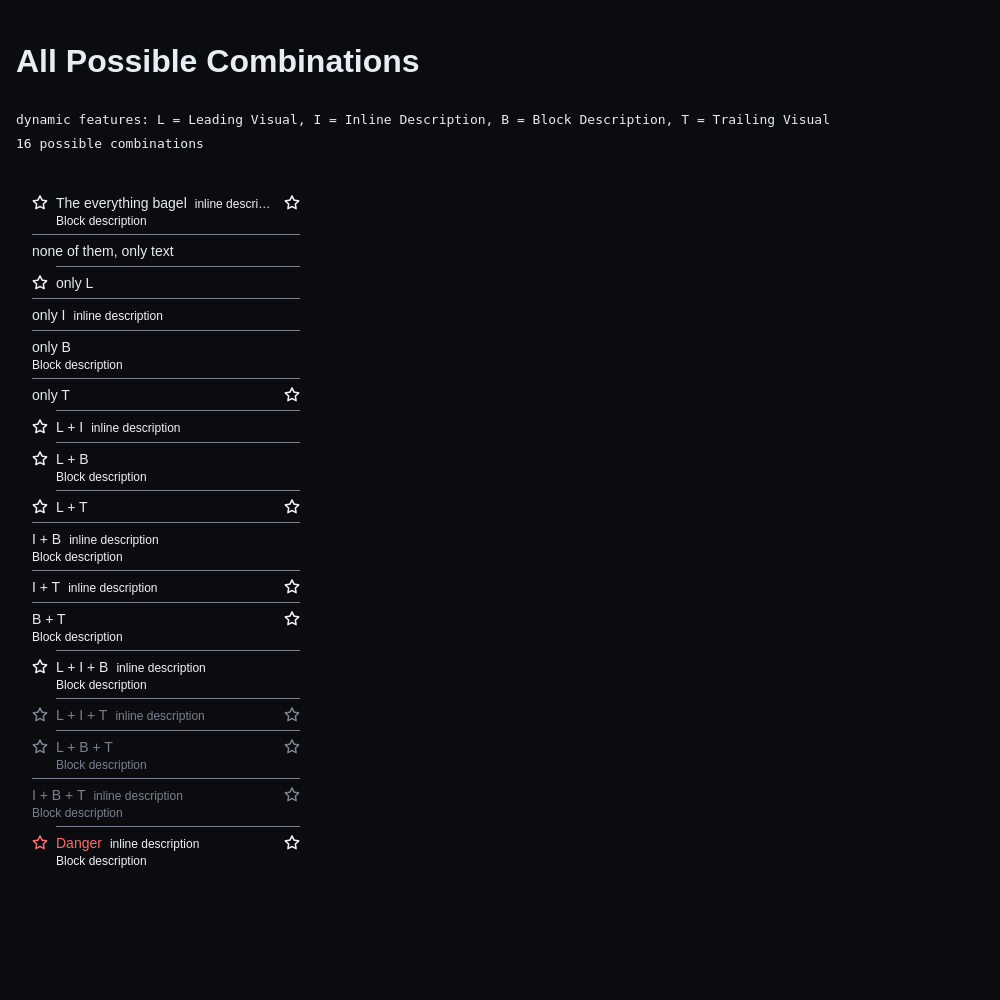 All Possible Combinations
dynamic features: L = Leading Visual, I = Inline Description, B = Block Description, T = Trailing Visual
16 possible combinations
The everything bagel inline descri…
Block description
none of them, only text
only L
only I inline description
only B
Block description
only T
L + I inline description
L + B
Block description
L + T
I + B inline description
Block description
I + T inline description
B + T
Block description
L + I + B inline description
Block description
L + I + T inline description
L + B + T
Block description
I + B + T inline description
Block description
Danger inline description
Block description